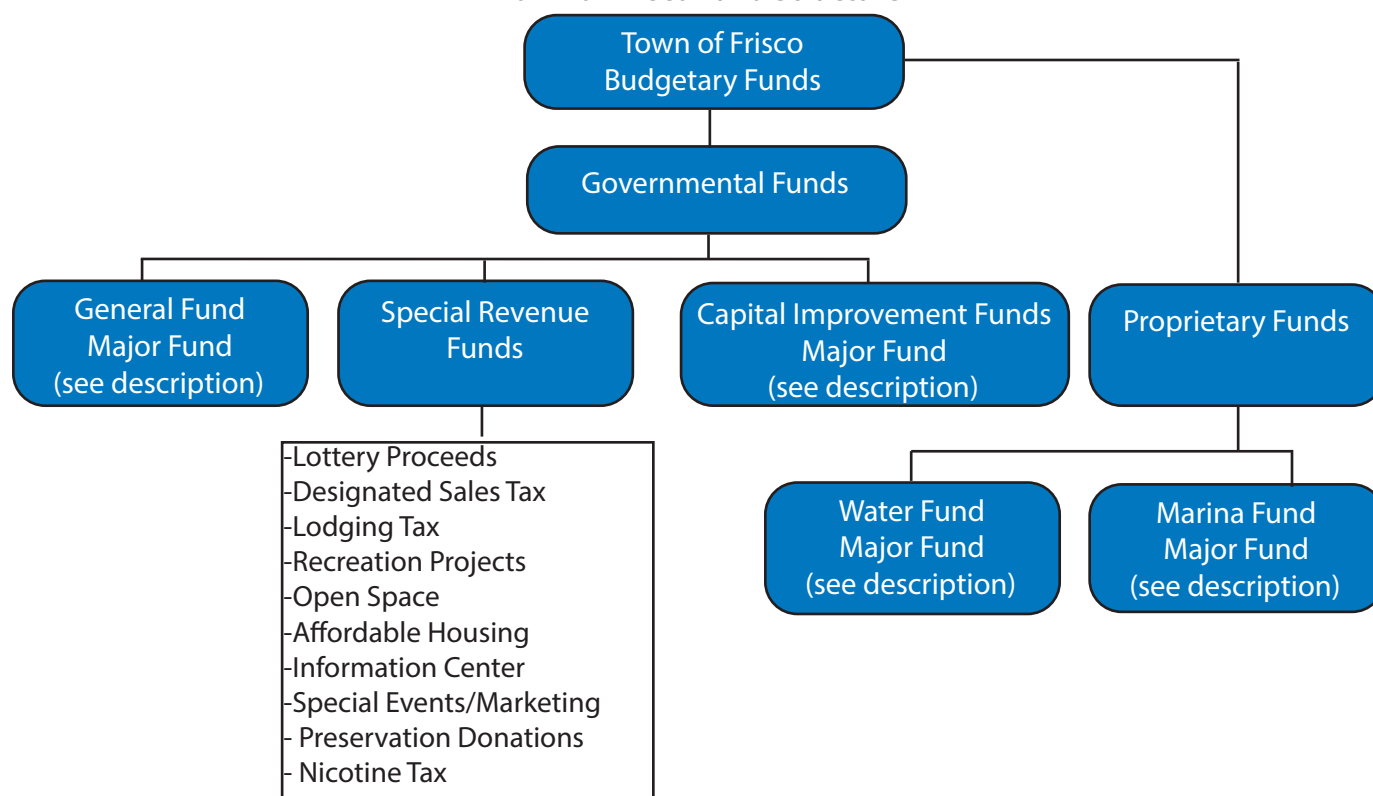 Town of Frisco
Budgetary Funds
Governmental Funds
General Fund
Major Fund
(see description)
Special Revenue
Funds
Capital Improvement Funds
Major Fund
(see description)
Proprietary Funds
-Lottery Proceeds
-Designated Sales Tax
-Lodging Tax
-Recreation Projects
-Open Space
-Affordable Housing
-Information Center
-Special Events/Marketing
- Preservation Donations
- Nicotine Tax
Water Fund
Major Fund
(see description)
Marina Fund
Major Fund
(see description)